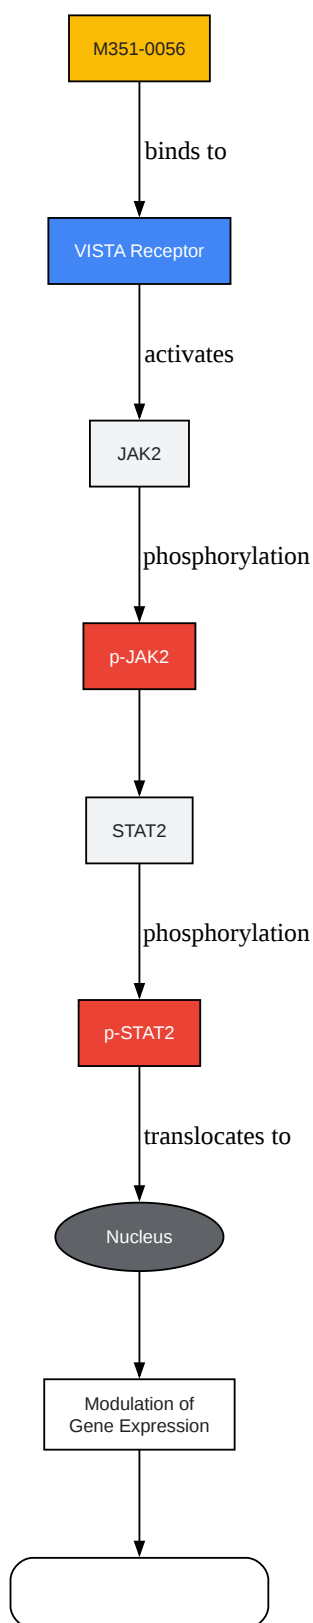 M351-0056
binds to
VISTA Receptor
activates
JAK2
phosphorylation
p-JAK2
STAT2
phosphorylation
p-STAT2
translocates to
Nucleus
Modulation of
Gene Expression